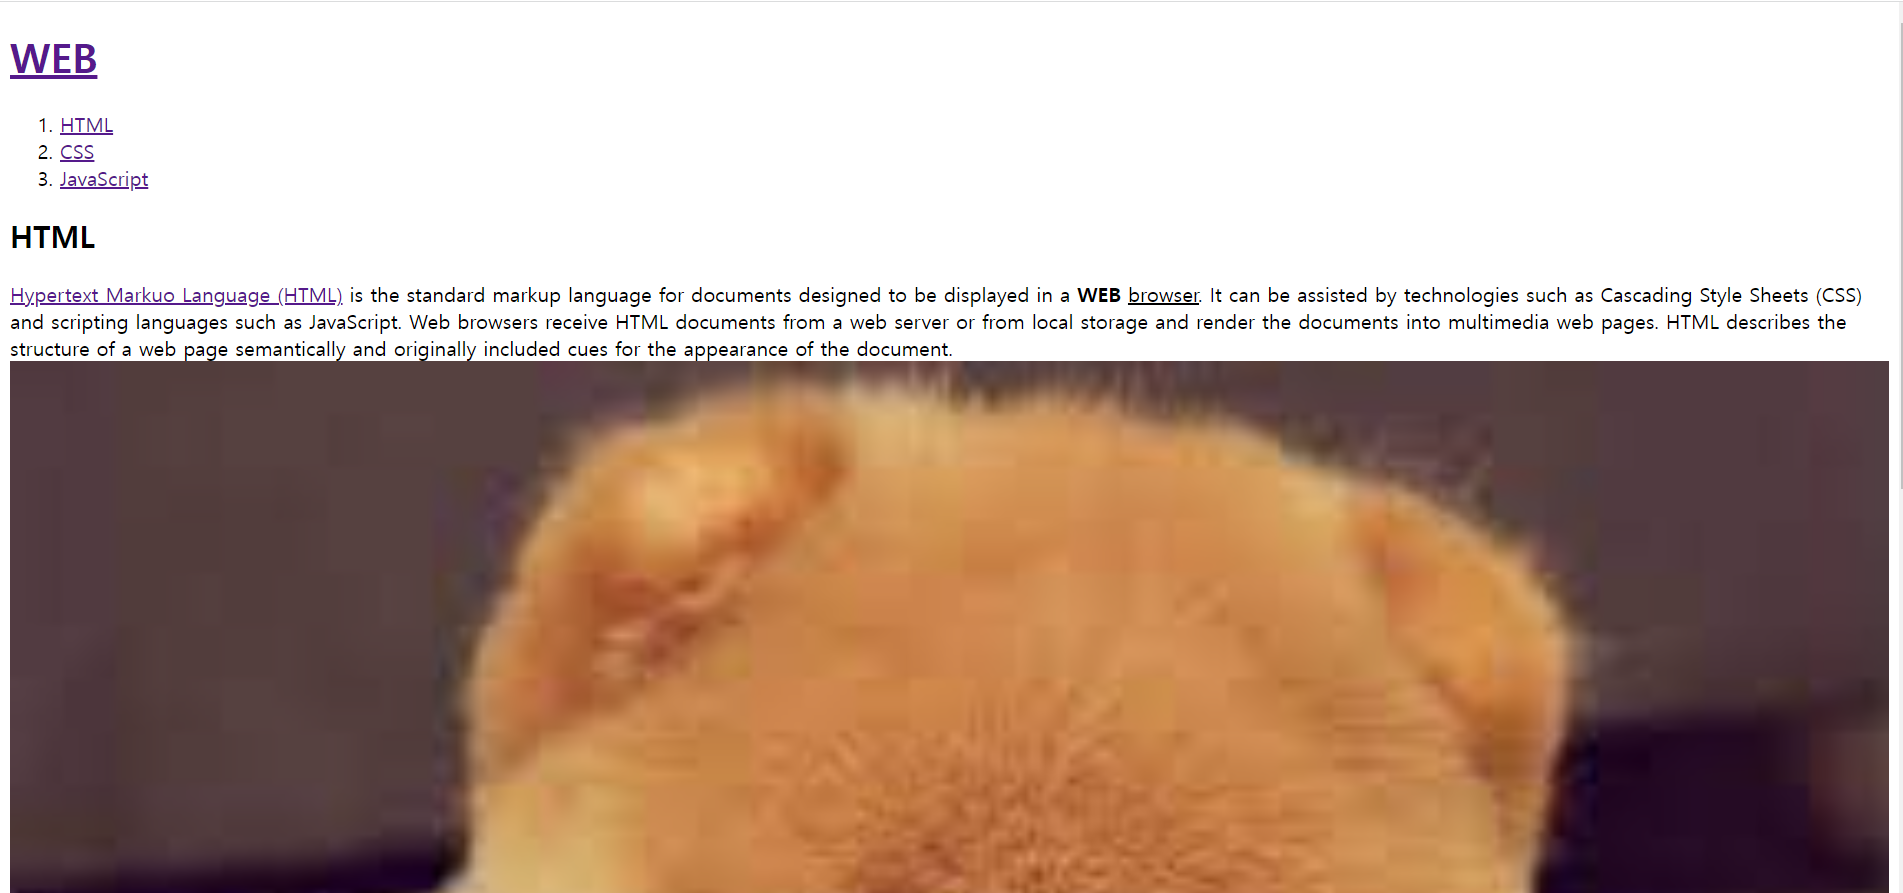 WEB
1. HTML
2. CSS
3. JavaScript
HTML
Hypertext Markuo Language (HTML) is the standard markup language for documents designed to be displayed in a WEB browser. It can be assisted by technologies such as Cascading Style Sheets (CSS)
and scripting languages such as JavaScript. Web browsers receive HTML documents from a web server or from local storage and render the documents into multimedia web pages. HTML describes the
structure of a web page semantically and originally included cues for the appearance of the document.